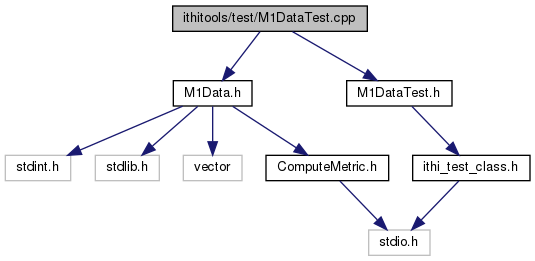 ithitools/test/M1DataTest.cpp
M1Data.h
M1DataTest.h
stdint.h
stdlib.h
vector
ComputeMetric.h
ithi_test_class.h
stdio.h